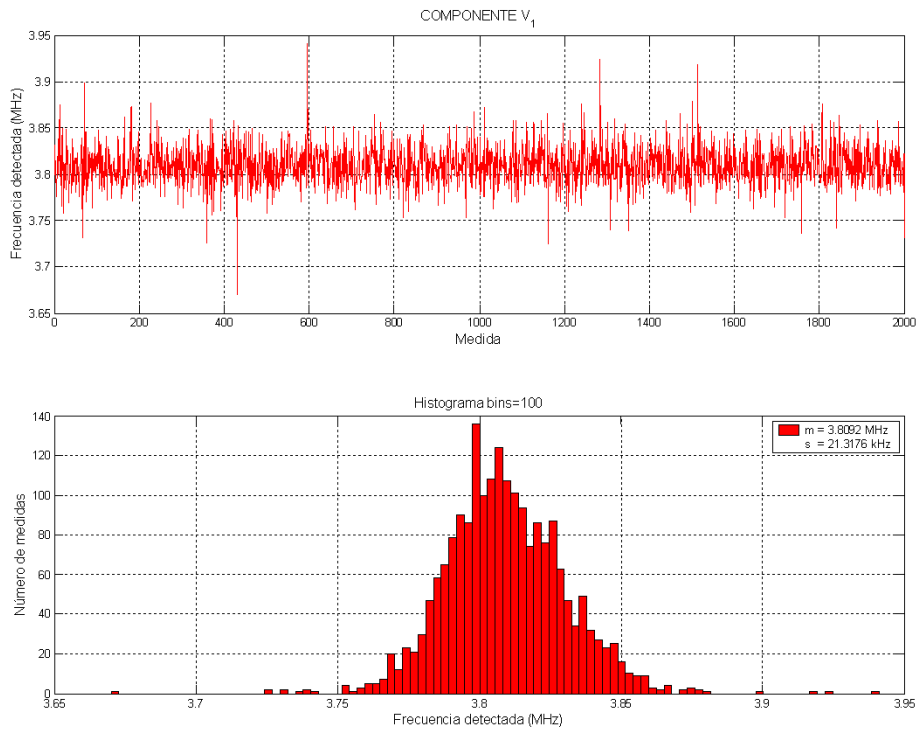 COMPONENTE V1
Frecuencia detectada (MHz)
3.95
3.9
3.85
3.8
3.75
3.7
3.65
0 200 400 600 800 1000 1200 1400 1600 1800 2000
Medida
Histograma bins=100
Número de medidas
140
120
100
80
60
40
20
0
m = 3.8092 MHz
s = 21.3176 kHz
3.65 3.7 3.75 3.8 3.85 3.9 3.95
Frecuencia detectada (MHz)